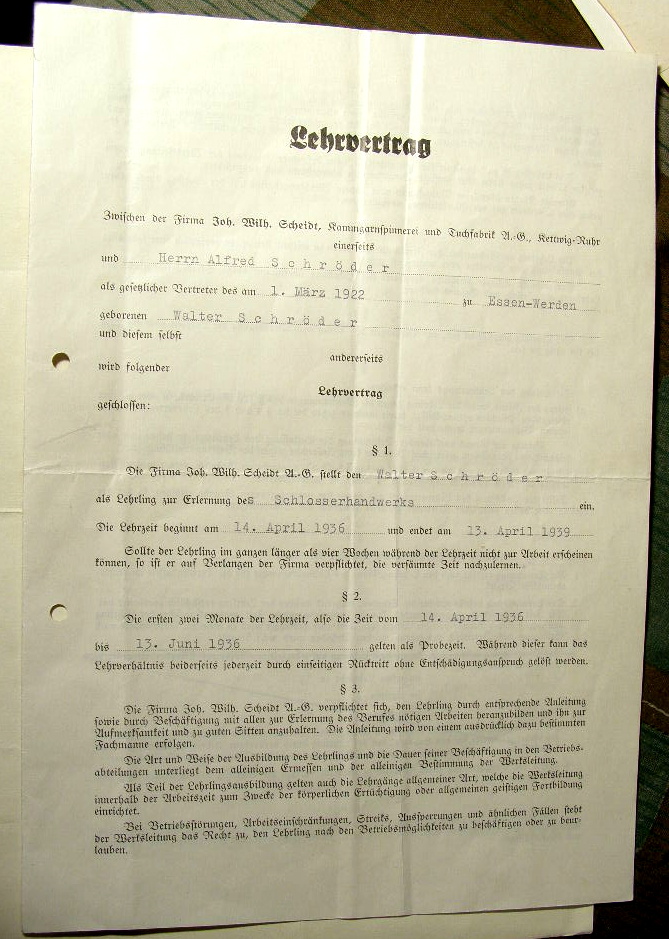 Lehrvertrag
Zwischen der Firma Joh. Wilh. Scheidt, Kammgarnspinnerei und Tuchfabrik A.-G., Kettwig-Ruhr
einerseits
und Herrn Alfred Schröder
als gesetzlicher Vertreter des am 1. März 1922 zu Essen-Werden
geborenen Walter Schröder
und diesem selbst
andererseits
wird folgender
Lehrvertrag
geschlossen:
§ 1.
Die Firma Joh. Wilh. Scheidt A.-G. stellt den Walter Schröder
als Lehrling zur Erlernung des Schlosserhandwerks ein.
Die Lehrzeit beginnt am 14. April 1936 und endet am 13. April 1939
Sollte der Lehrling im ganzen länger als vier Wochen während der Lehrzeit nicht zur Arbeit erscheinen
können, so ist er auf Verlangen der Firma verpflichtet, die versäumte Zeit nachzulernen.
§ 2.
Die ersten zwei Monate der Lehrzeit, also die Zeit vom 14. April 1936
bis 13. Juni 1936 gelten als Probezeit. Während dieser kann das
Lehrverhältnis beiderseits jederzeit durch einseitigen Rücktritt ohne Entschädigungsanspruch gelöst werden.
§ 3.
Die Firma Joh. Wilh. Scheidt A.-G. verpflichtet sich, den Lehrling durch entsprechende Anleitung
sowie durch Beschäftigung mit allen zur Erlernung des Berufes nötigen Arbeiten heranzubilden und ihn zur
Aufmerksamkeit und zu guten Sitten anzuhalten. Die Anleitung wird von einem ausdrücklich dazu bestimmten
Fachmanne erfolgen.
Die Art und Weise der Ausbildung des Lehrlings und die Dauer seiner Beschäftigung in den Betriebs-
abteilungen unterliegt dem alleinigen Ermessen und der alleinigen Bestimmung der Werksleitung.
Als Teil der Lehrlingsausbildung gelten auch die Lehrgänge allgemeiner Art, welche die Werksleitung
innerhalb der Arbeitszeit zum Zwecke der körperlichen Ertüchtigung oder allgemeinen geistigen Fortbildung
einrichtet.
Bei Betriebsstörungen, Arbeitseinschränkungen, Streiks, Aussperrungen und ähnlichen Fällen steht
der Werksleitung das Recht zu, den Lehrling nach den Betriebsmöglichkeiten zu beschäftigen oder zu beur-
lauben.